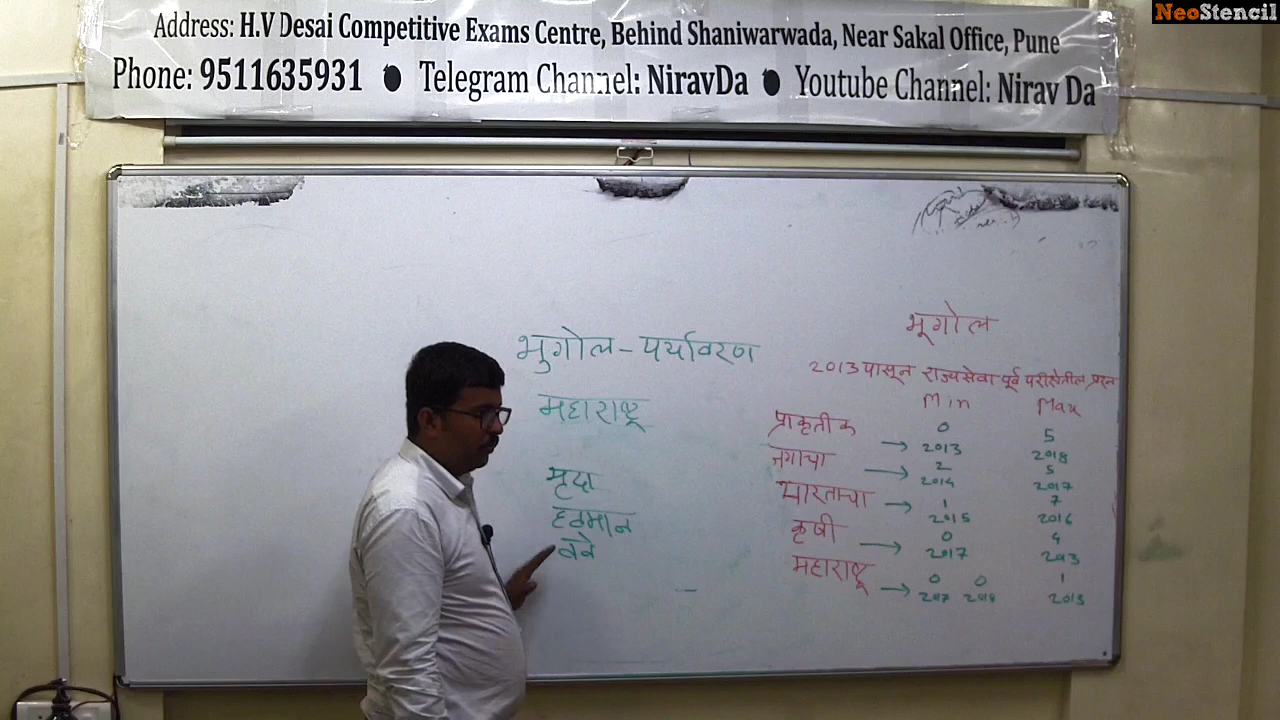 NeoStencil
Address: H.V Desai Competitive Exams Centre, Behind Shaniwarwada, Near Sakal Office, Pune
Phone: 9511635931 ● Telegram Channel: NiravDa ● Youtube Channel: Nirav Da
भुगोल - पर्यावरण
महाराष्ट्र
मृदा
हवामान
वने
भूगोल
2013 पासून राज्यसेवा पूर्व परीक्षेतील प्रश्न
Min Max
प्राकृतीक → 0 5
2013 2018
जगाचा → 2 5
2014 2017
भारताचा → 1 7
2015 2016
कृषी → 0 4
2017 2013
महाराष्ट्र → 0 0 1
2017 2018 2013